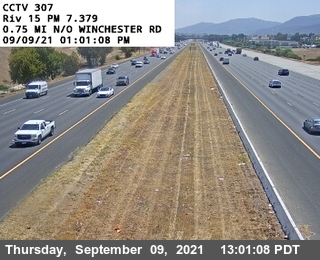 CCTV 307
Riv 15 PM 7.379
0.75 MI N/O WINCHESTER RD
09/09/21 01:01:08 PM
Thursday, September 09, 2021 13:01:08 PDT